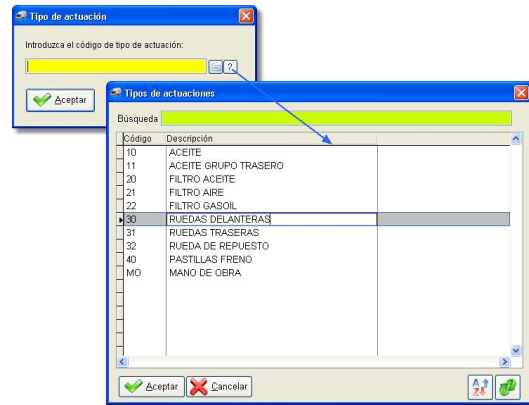 Tipo de actuación
Introduzca el código de tipo de actuación:
?
Aceptar
Tipos de actuaciones
Búsqueda
Código Descripción
10 ACEITE
11 ACEITE GRUPO TRASERO
20 FILTRO ACEITE
21 FILTRO AIRE
22 FILTRO GASOIL
30 RUEDAS DELANTERAS
31 RUEDAS TRASERAS
32 RUEDA DE REPUESTO
40 PASTILLAS FRENO
MO MANO DE OBRA
Aceptar Cancelar
A
Z